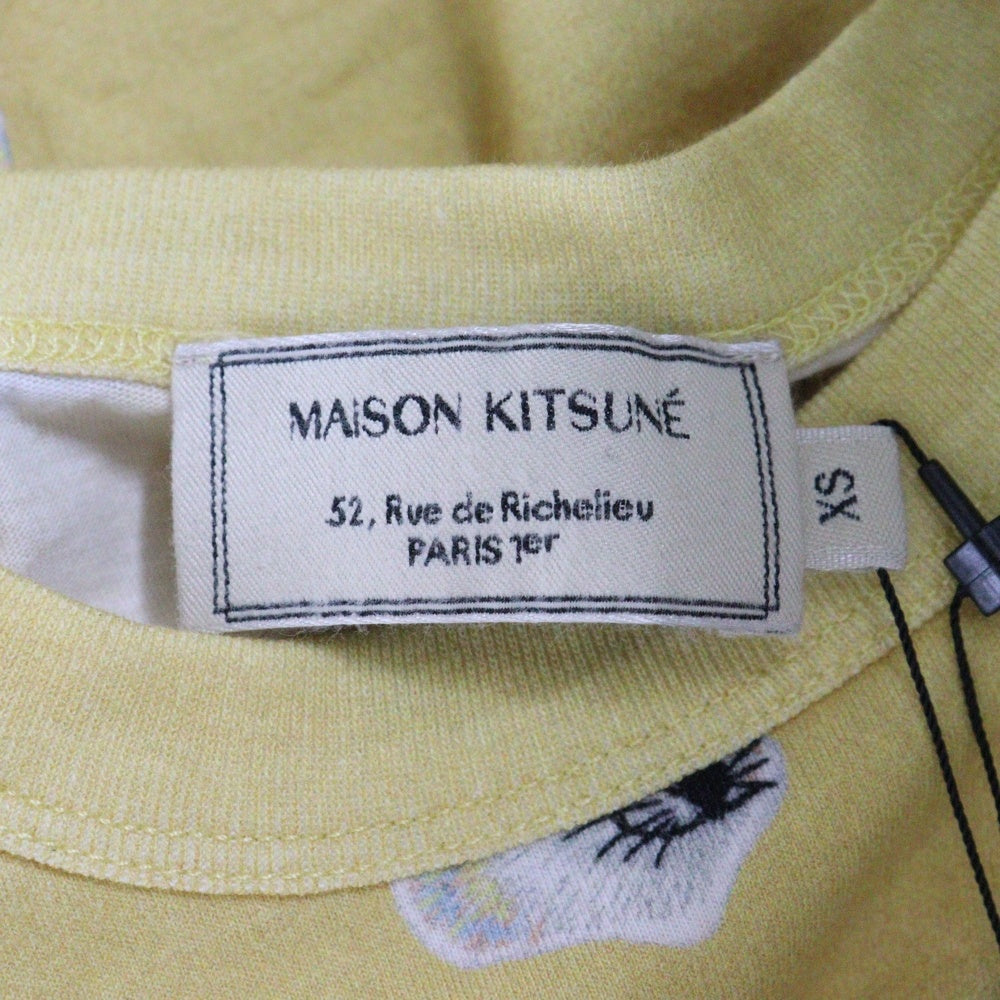 MAISON KITSUNÉ
52, Rue de Richelieu
PARIS 1er
XS